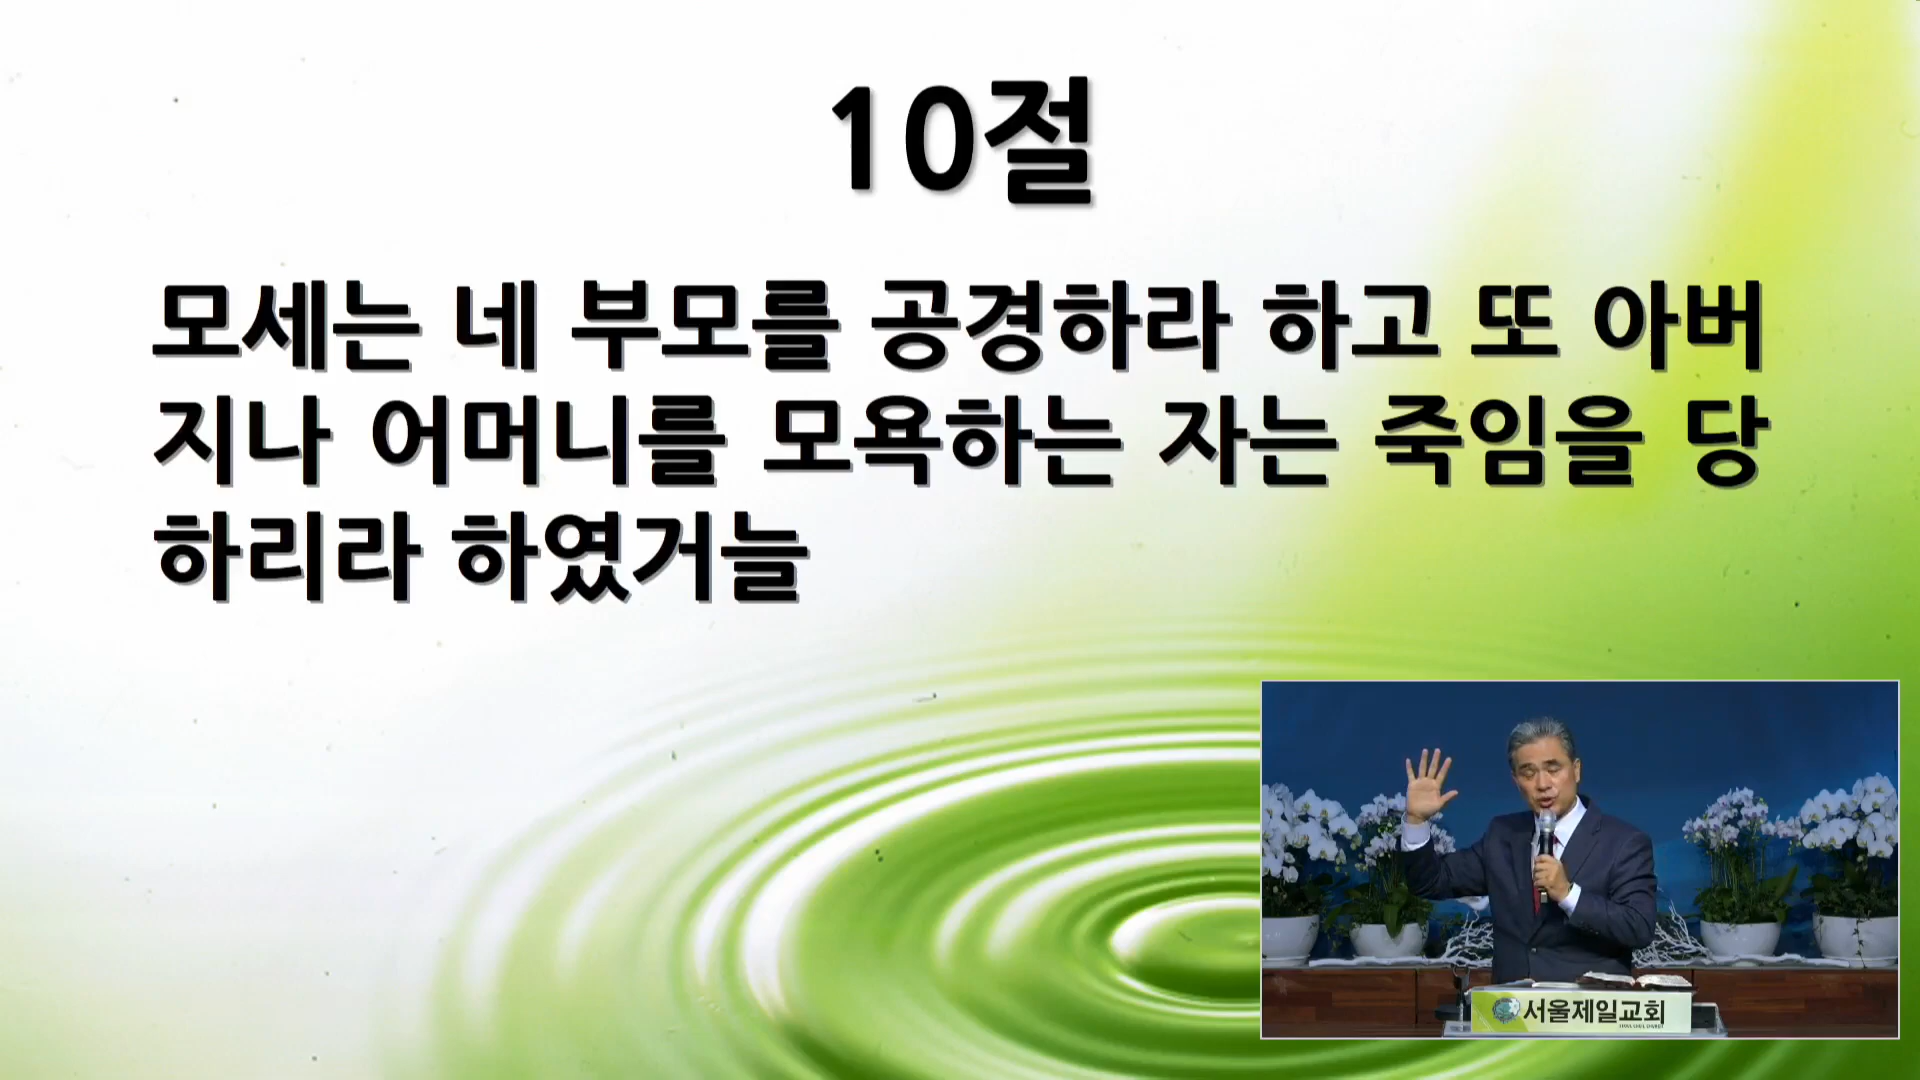 10절
모세는 네 부모를 공경하라 하고 또 아버
지나 어머니를 모욕하는 자는 죽임을 당
하리라 하였거늘
서울제일교회